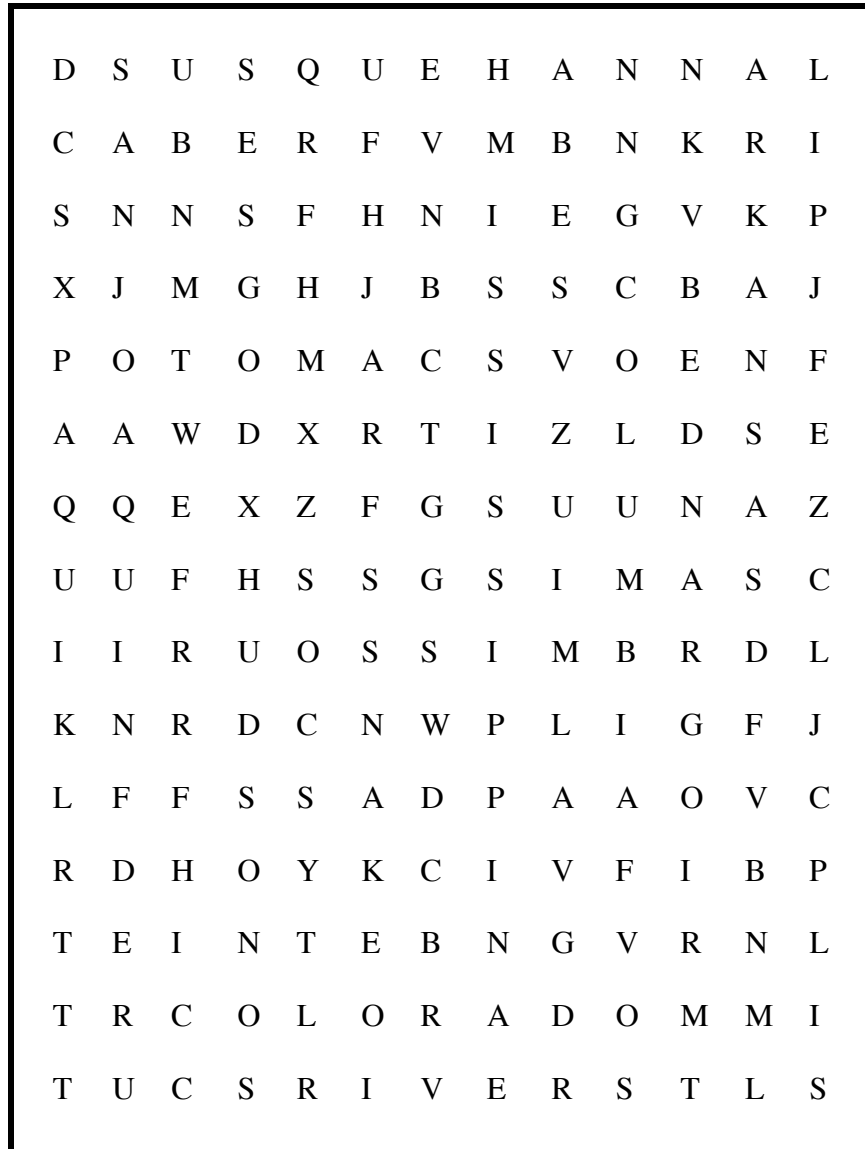 D S U S Q U E H A N N A L
C A B E R F V M B N K R I
S N N S F H N I E G V K P
X J M G H J B S S C B A J
P O T O M A C S V O E N F
A A W D X R T I Z L D S E
Q Q E X Z F G S U U N A Z
U U F H S S G S I M A S C
I I R U O S S I M B R D L
K N R D C N W P L I G F J
L F F S S A D P A A O V C
R D H O Y K C I V F I B P
T E I N T E B N G V R N L
T R C O L O R A D O M M I
T U C S R I V E R S T L S